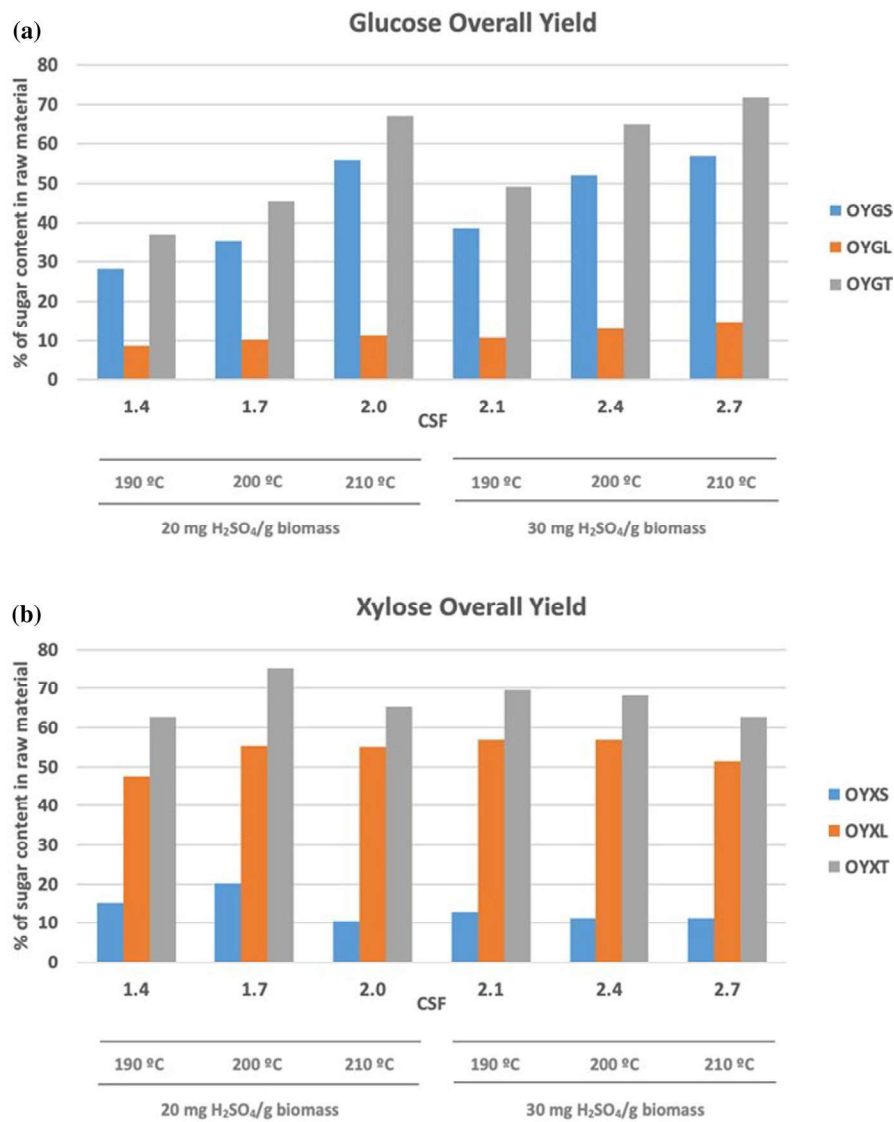 (a)
Glucose Overall Yield
% of sugar content in raw material
80
70
60
50
40
30
20
10
0
1.4 1.7 2.0 2.1 2.4 2.7
CSF
190 ºC 200 ºC 210 ºC 190 ºC 200 ºC 210 ºC
20 mg H₂SO₄/g biomass 30 mg H₂SO₄/g biomass
OYGS
OYGL
OYGT
(b)
Xylose Overall Yield
% of sugar content in raw material
80
70
60
50
40
30
20
10
0
1.4 1.7 2.0 2.1 2.4 2.7
CSF
190 ºC 200 ºC 210 ºC 190 ºC 200 ºC 210 ºC
20 mg H₂SO₄/g biomass 30 mg H₂SO₄/g biomass
OYXS
OYXL
OYXT